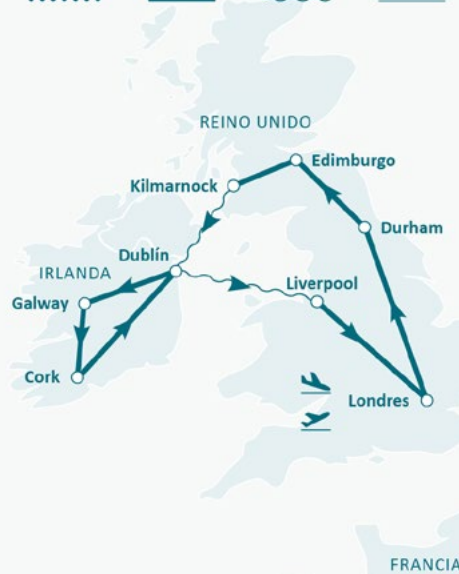 REINO UNIDO
Edimburgo
Kilmarnock
Durham
Dublín
IRLANDA
Liverpool
Galway
Cork
Londres
FRANCIA